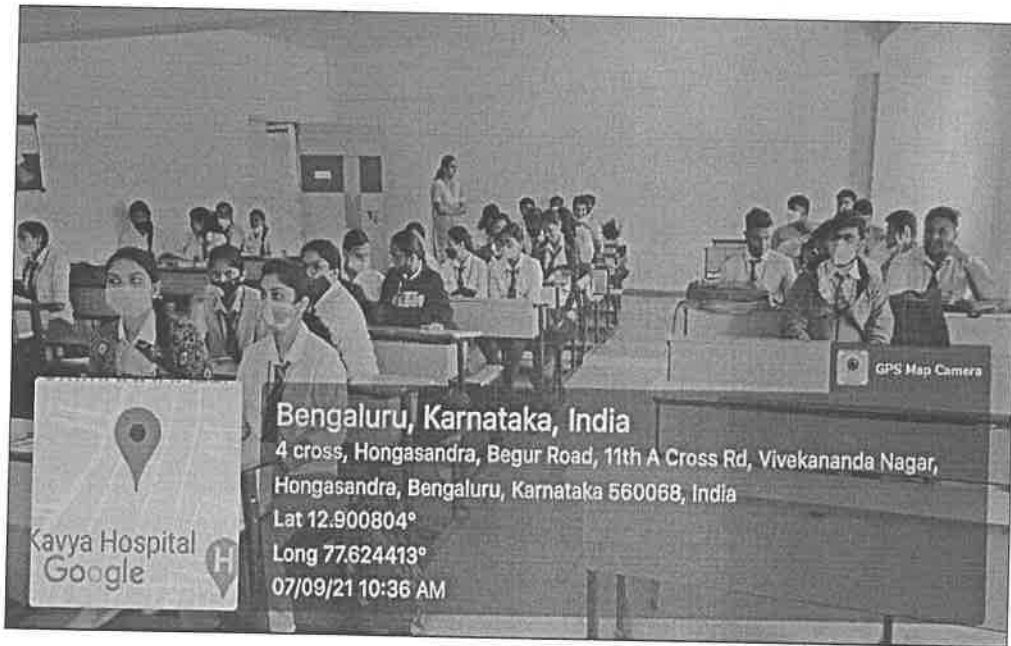 GPS Map Camera
Bengaluru, Karnataka, India
4 cross, Hongasandra, Begur Road, 11th A Cross Rd, Vivekananda Nagar,
Hongasandra, Bengaluru, Karnataka 560068, India
Lat 12.900804°
Long 77.624413°
07/09/21 10:36 AM
Kavya Hospital
H
Google